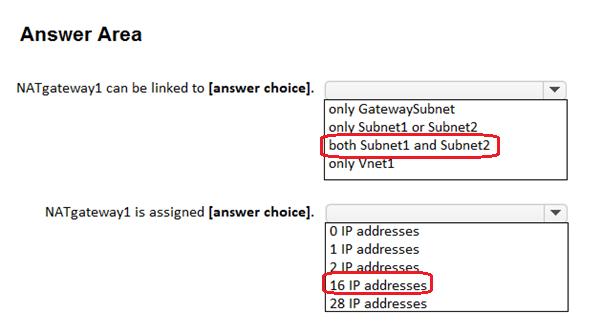 Answer Area
NATgateway1 can be linked to [answer choice].
only GatewaySubnet
only Subnet1 or Subnet2
both Subnet1 and Subnet2
only Vnet1
NATgateway1 is assigned [answer choice].
0 IP addresses
1 IP addresses
2 IP addresses
16 IP addresses
28 IP addresses